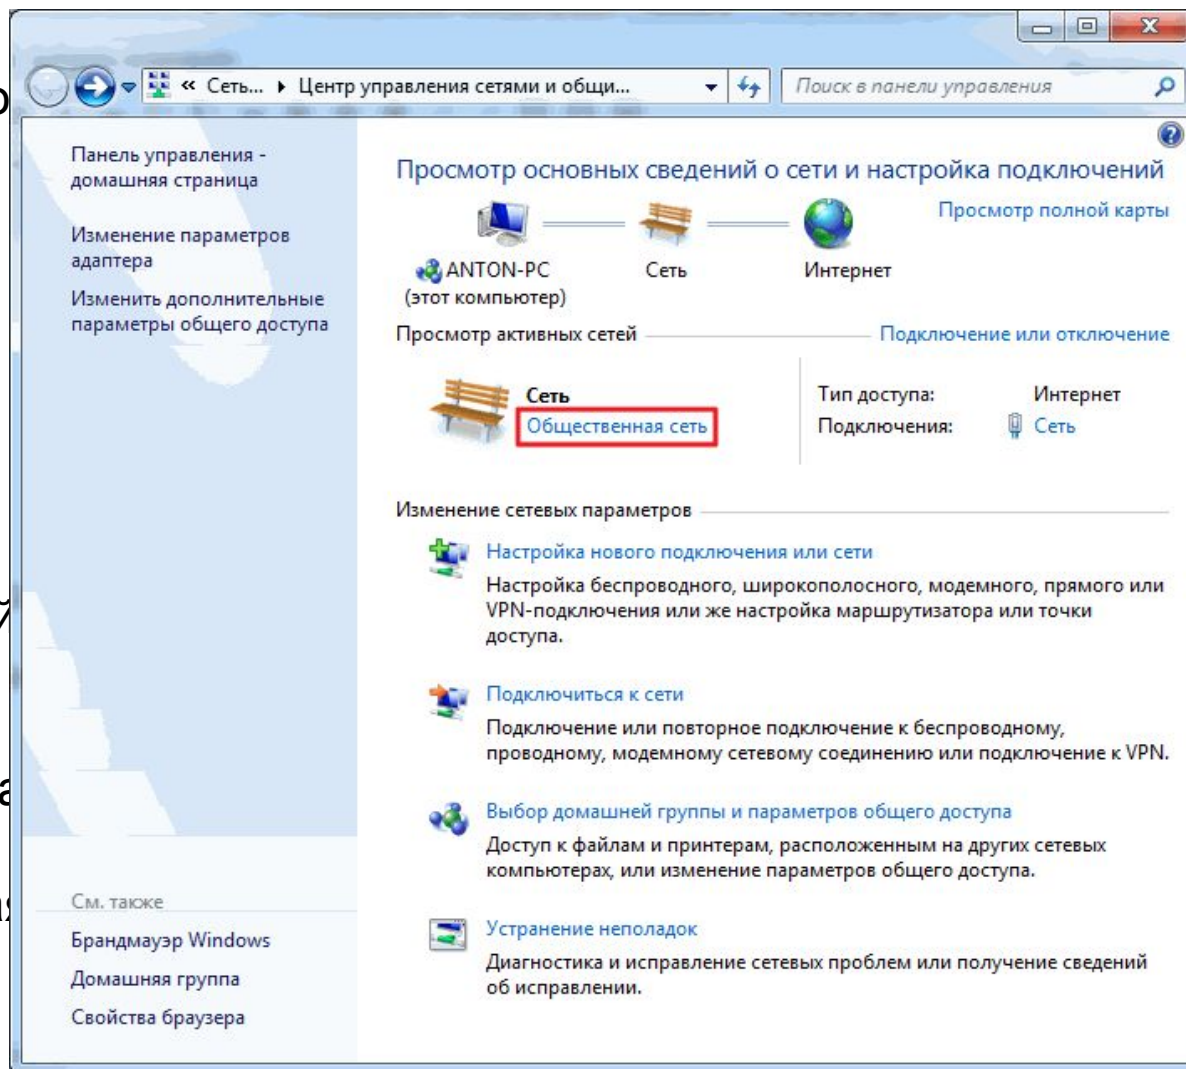 « Сеть... ▸ Центр управления сетями и общи...
Поиск в панели управления
Панель управления -
домашняя страница
Изменение параметров
адаптера
Изменить дополнительные
параметры общего доступа
Просмотр основных сведений о сети и настройка подключений
Просмотр полной карты
ANTON-PC
(этот компьютер)
Сеть
Интернет
Просмотр активных сетей
Подключение или отключение
Сеть
Общественная сеть
Тип доступа: Интернет
Подключения: Сеть
Изменение сетевых параметров
Настройка нового подключения или сети
Настройка беспроводного, широкополосного, модемного, прямого или
VPN-подключения или же настройка маршрутизатора или точки
доступа.
Подключиться к сети
Подключение или повторное подключение к беспроводному,
проводному, модемному сетевому соединению или подключение к VPN.
Выбор домашней группы и параметров общего доступа
Доступ к файлам и принтерам, расположенным на других сетевых
компьютерах, или изменение параметров общего доступа.
Устранение неполадок
Диагностика и исправление сетевых проблем или получение сведений
об исправлении.
См. также
Брандмауэр Windows
Домашняя группа
Свойства браузера